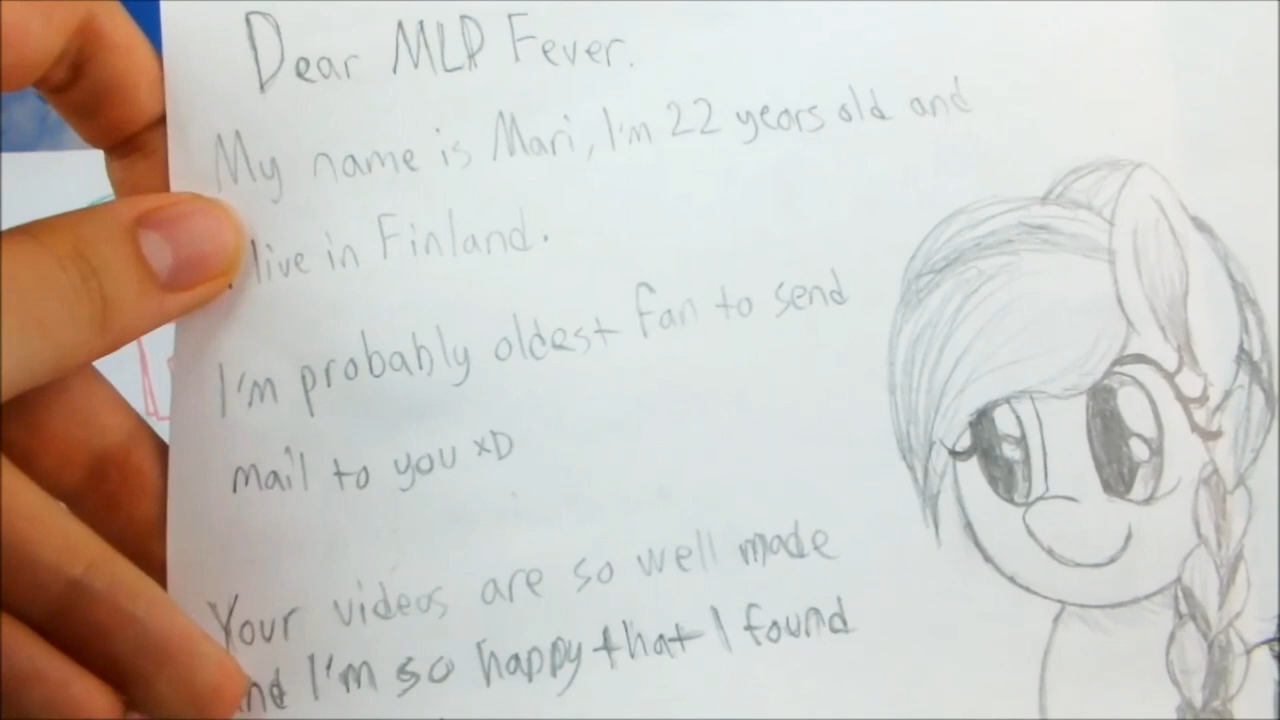 Dear MLP Fever.
My name is Mari, I'm 22 years old and
live in Finland.
I'm probably oldest fan to send
mail to you xD
Your videos are so well made
and I'm so happy that I found